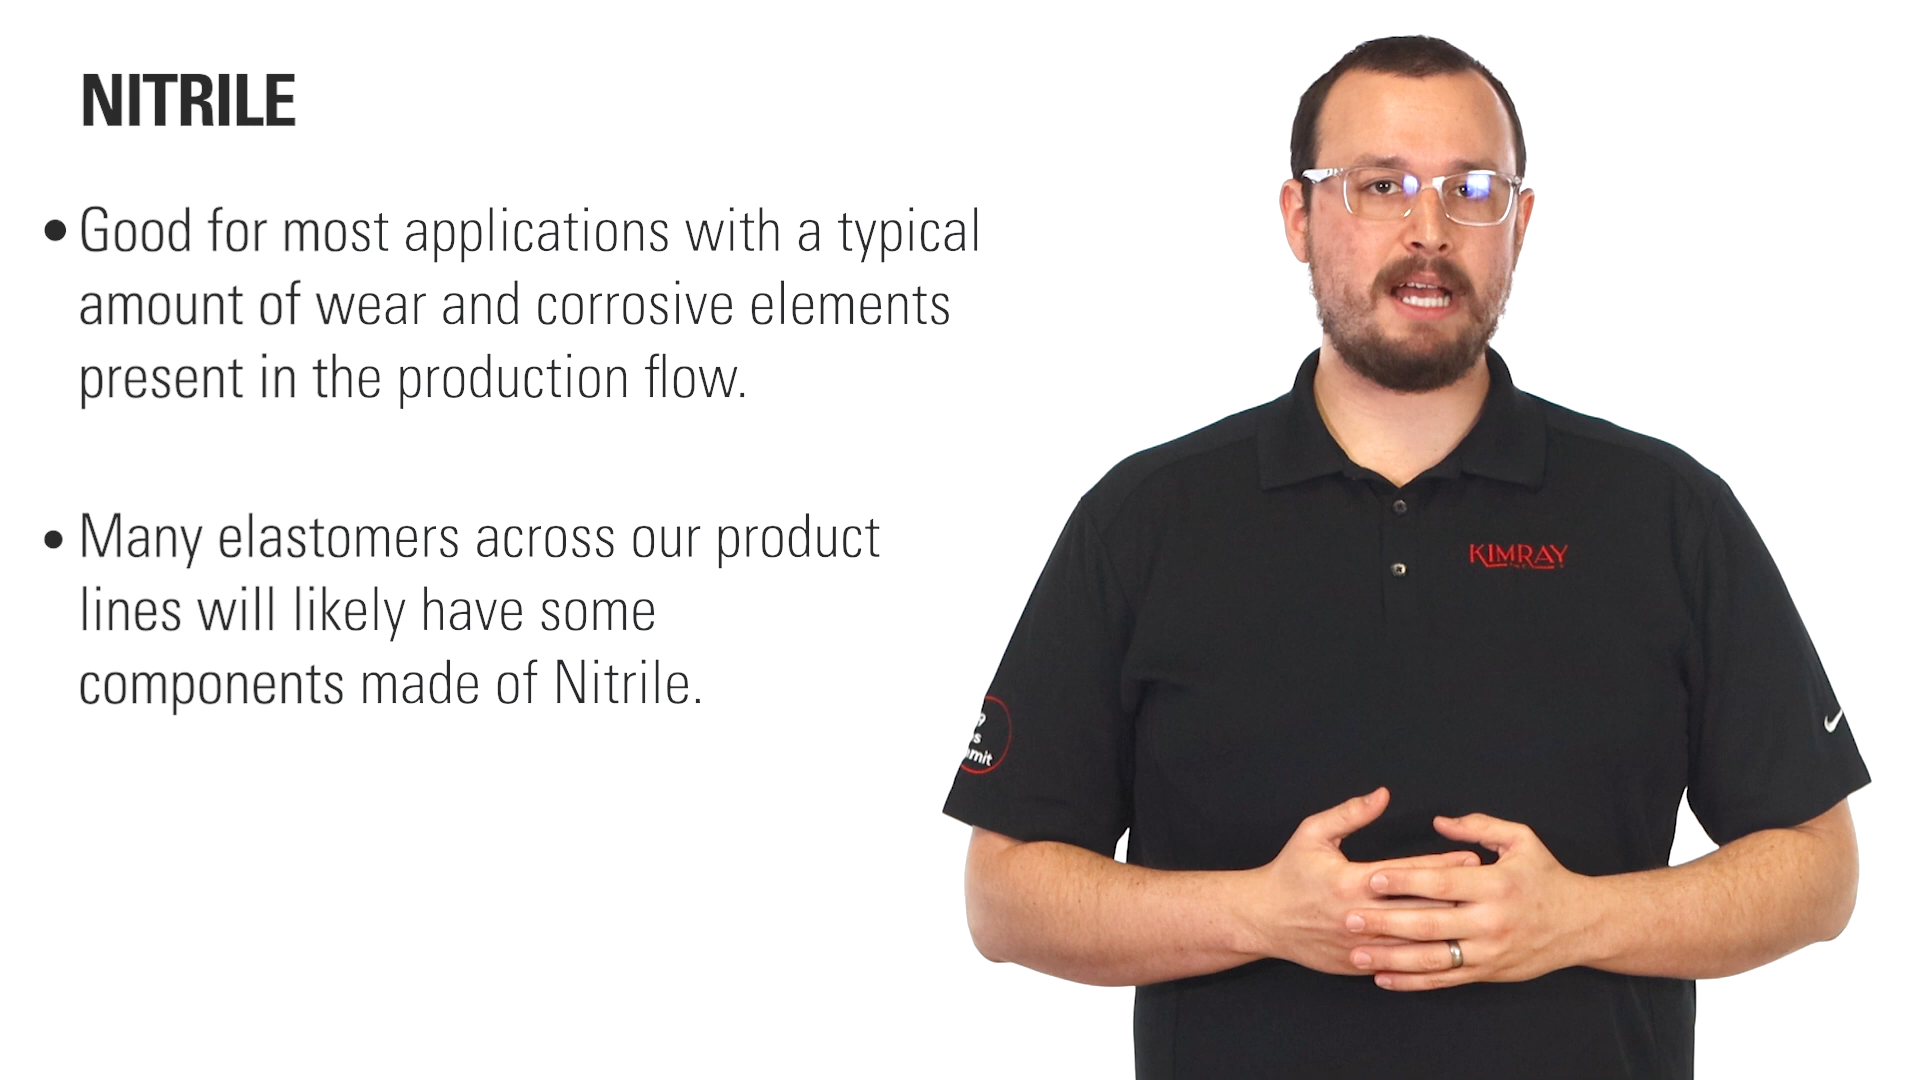 NITRILE
• Good for most applications with a typical
amount of wear and corrosive elements
present in the production flow.
• Many elastomers across our product
lines will likely have some
components made of Nitrile.
KIMRAY